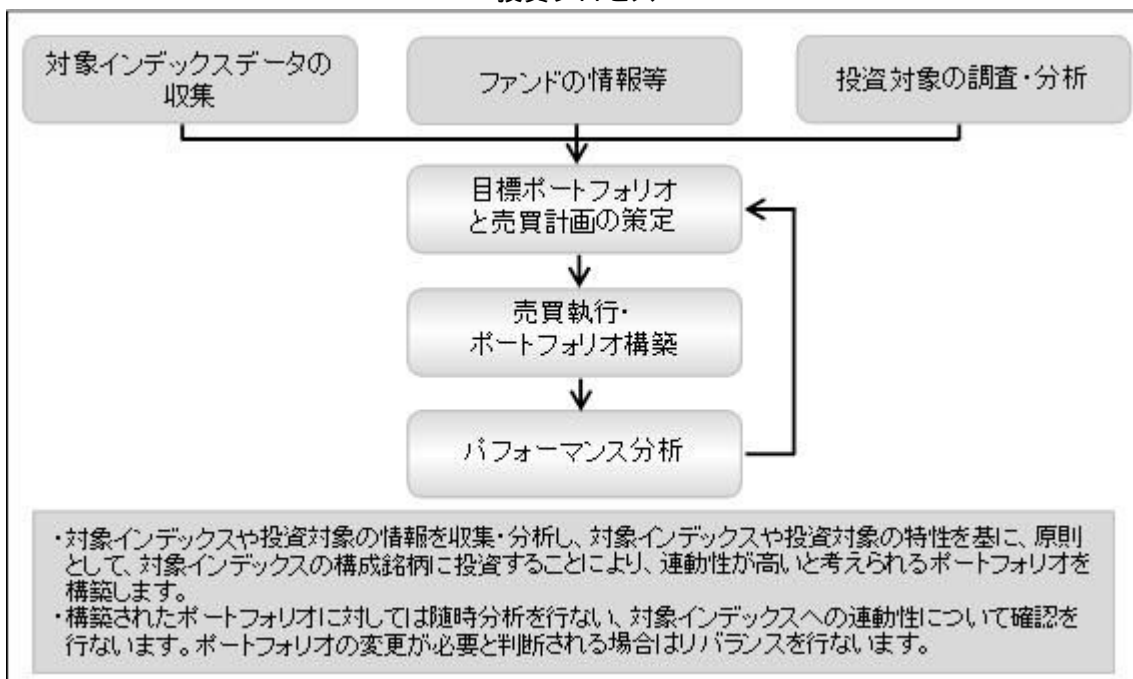 対象インデックスデータの
収集
ファンドの情報等
投資対象の調査・分析
目標ポートフォリオ
と売買計画の策定
売買執行・
ポートフォリオ構築
パフォーマンス分析
・対象インデックスや投資対象の情報を収集・分析し、対象インデックスや投資対象の特性を基に、原則
として、対象インデックスの構成銘柄に投資することにより、連動性が高いと考えられるポートフォリオを
構築します。
・構築されたポートフォリオに対しては随時分析を行ない、対象インデックスへの連動性について確認を
行ないます。ポートフォリオの変更が必要と判断される場合はリバランスを行ないます。